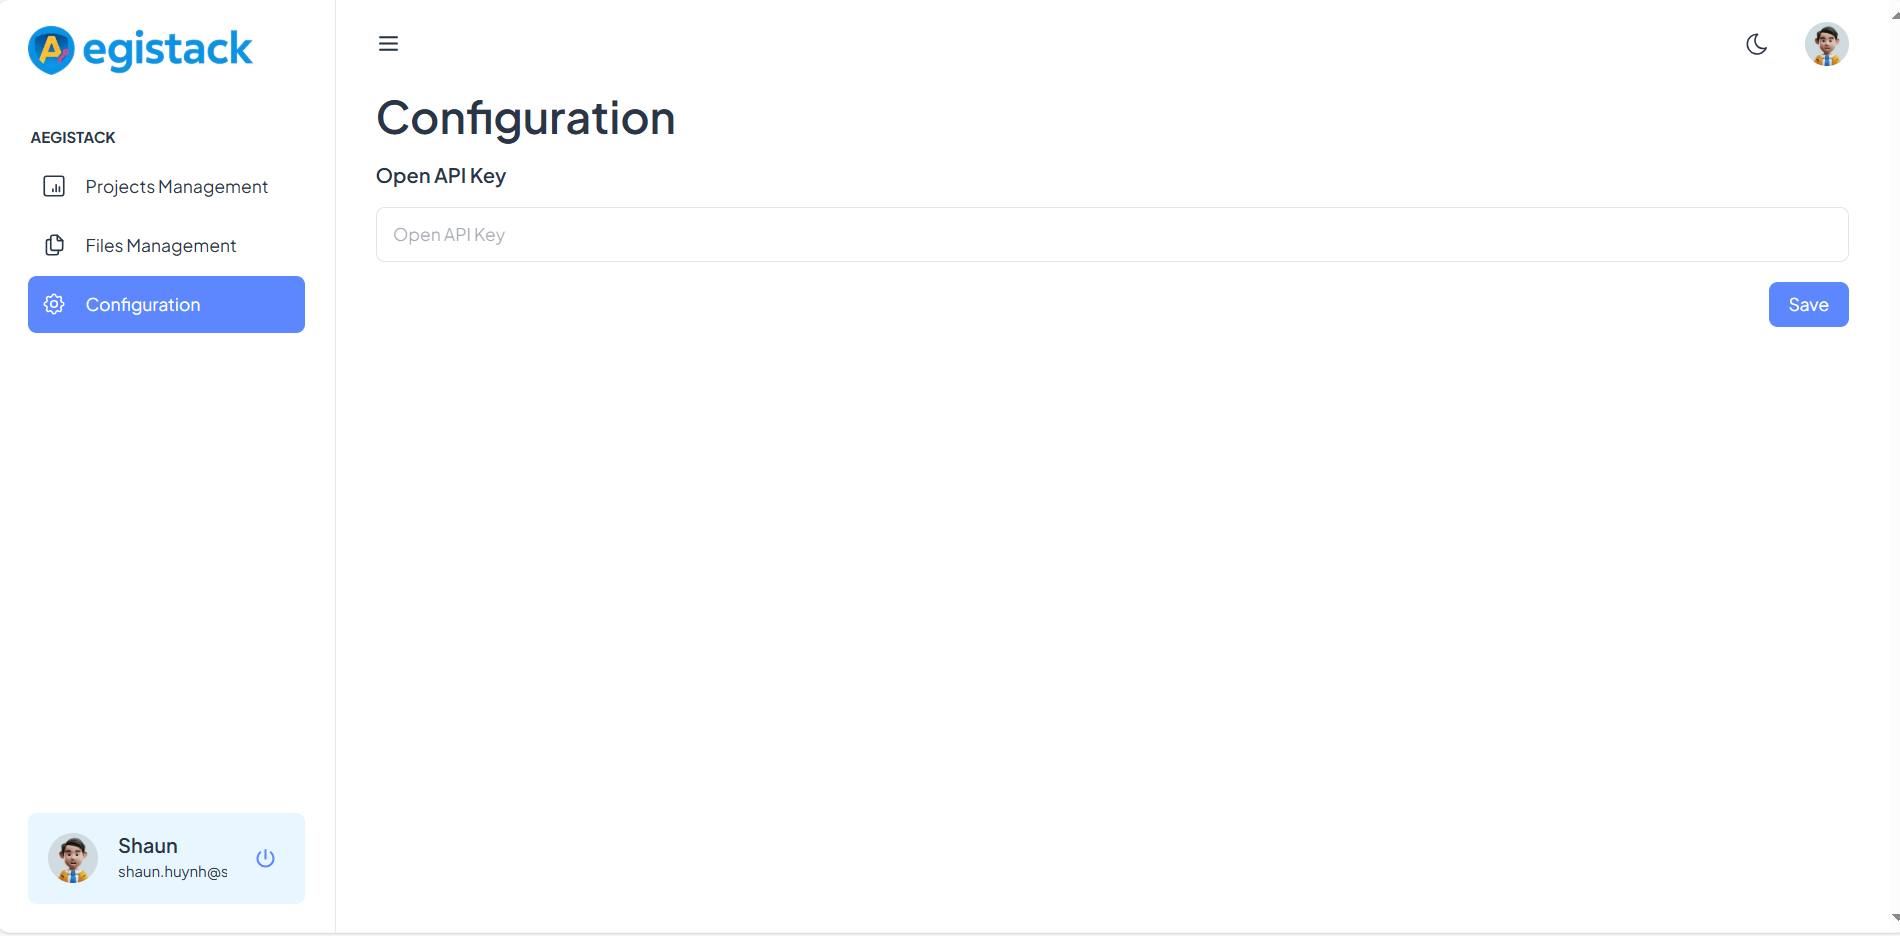 Aegistack
AEGISTACK
Projects Management
Files Management
Configuration
Shaun
shaun.huynh@s
Configuration
Open API Key
Open API Key
Save